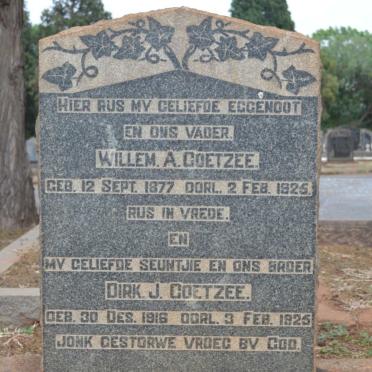 HIER RUS MY GELIEFDE EGGENOOT
EN ONS VADER.
WILLEM. A. COETZEE.
GEB. 12 SEPT. 1877 OORL. 2 FEB. 1925
RUS IN VREDE.
EN
MY GELIEFDE SEUNTJIE EN ONS BROER
DIRK J. COETZEE.
GEB. 30 DES. 1916 OORL. 3 FEB. 1925
JONK GESTORWE VROEG BY GOD.